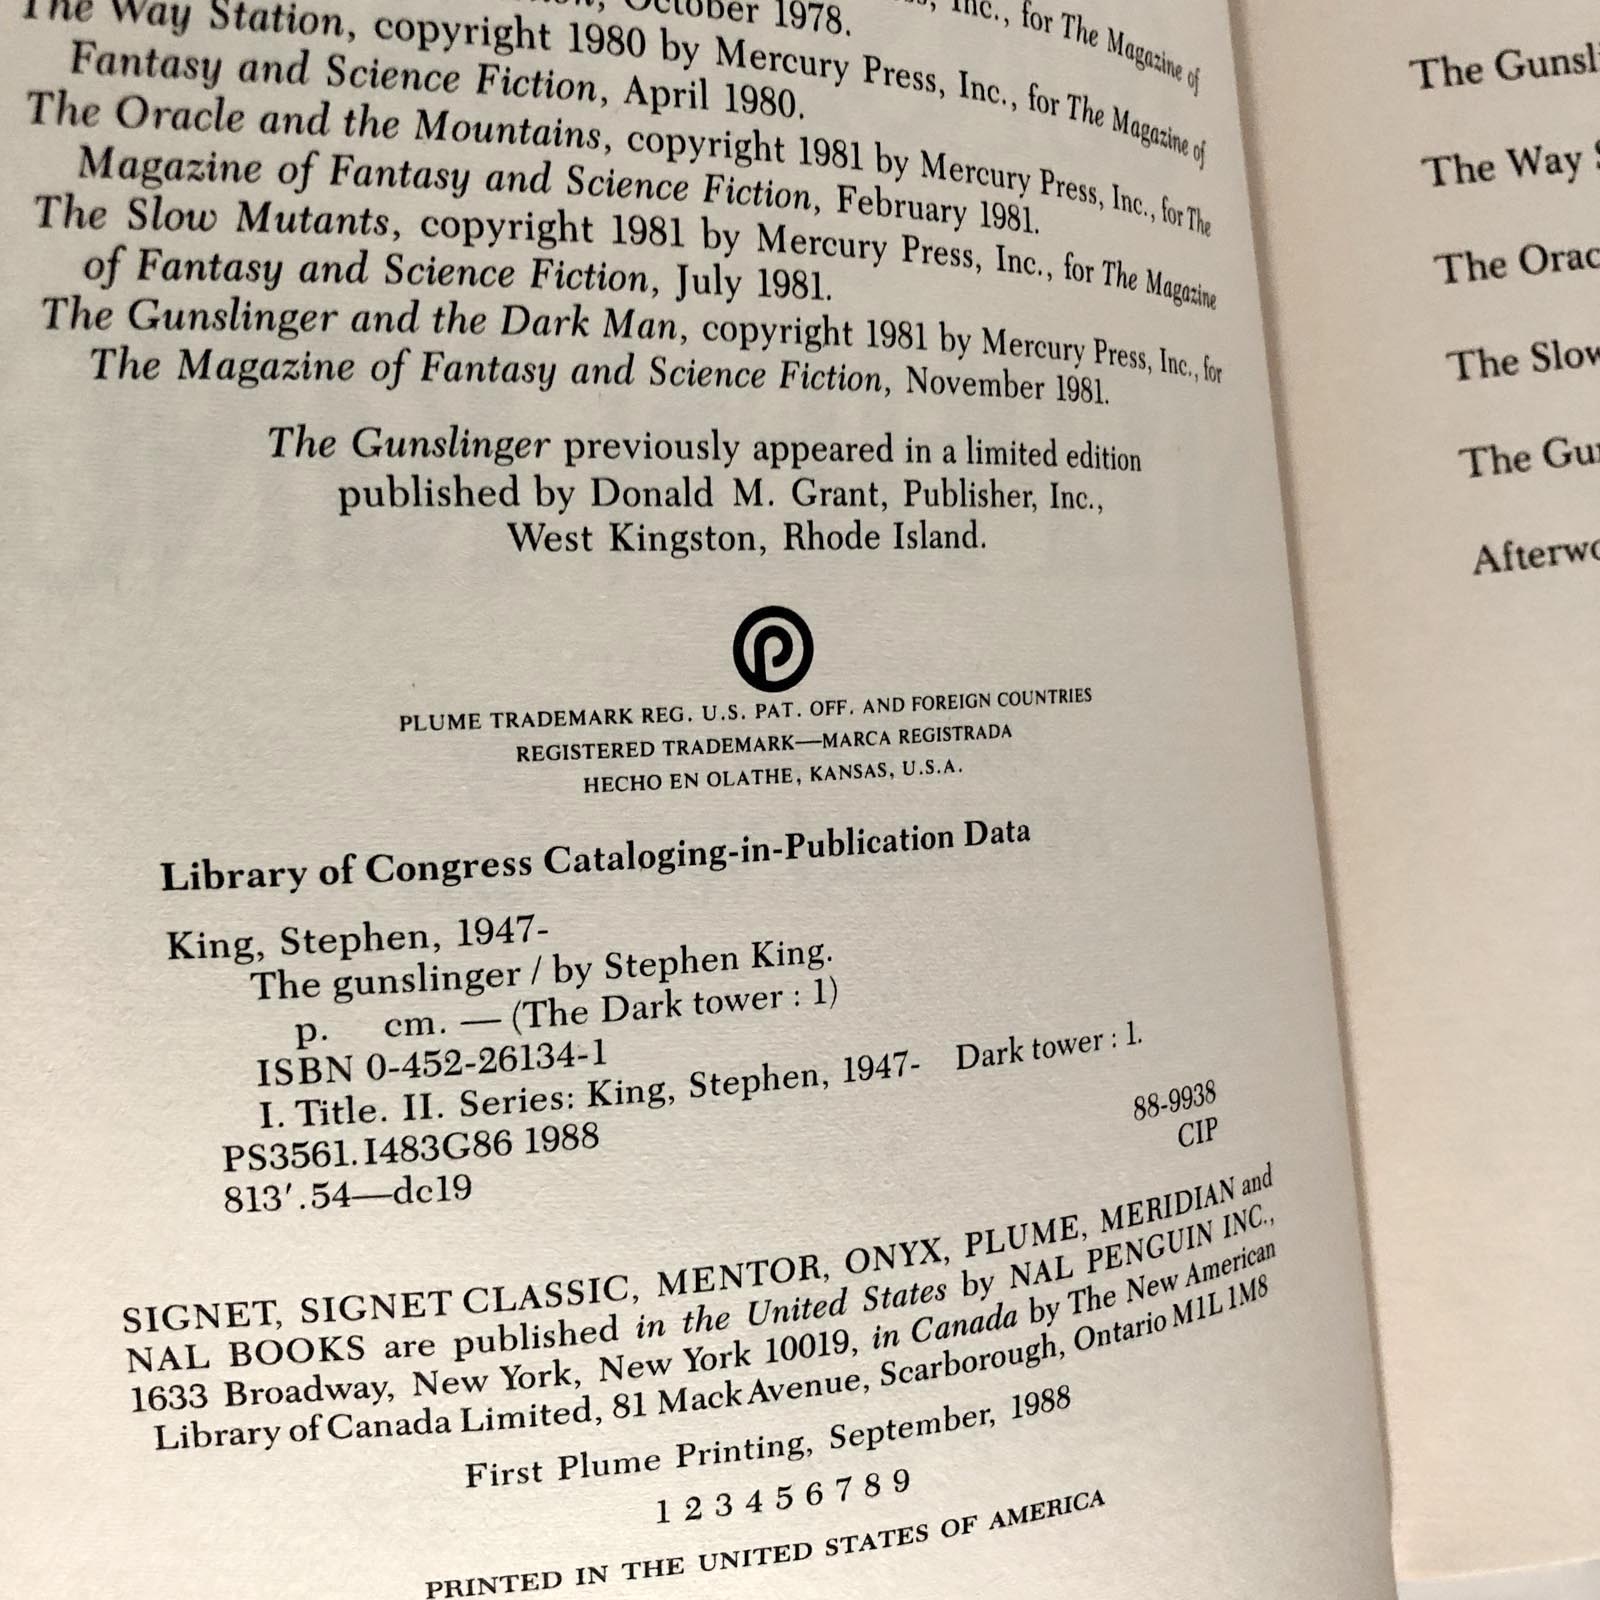 October 1978.
Inc., for The Magazine of
The Way Station, copyright 1980 by Mercury Press, Inc., for The Magazine of
Fantasy and Science Fiction, April 1980.
The Oracle and the Mountains, copyright 1981 by Mercury Press, Inc., for The
Magazine of Fantasy and Science Fiction, February 1981.
The Slow Mutants, copyright 1981 by Mercury Press, Inc., for The Magazine
of Fantasy and Science Fiction, July 1981.
The Gunslinger and the Dark Man, copyright 1981 by Mercury Press, Inc., for
The Magazine of Fantasy and Science Fiction, November 1981.
The Gunslinger previously appeared in a limited edition
published by Donald M. Grant, Publisher, Inc.,
West Kingston, Rhode Island.
P
PLUME TRADEMARK REG. U.S. PAT. OFF. AND FOREIGN COUNTRIES
REGISTERED TRADEMARK—MARCA REGISTRADA
HECHO EN OLATHE, KANSAS, U.S.A.
Library of Congress Cataloging-in-Publication Data
King, Stephen, 1947-
The gunslinger / by Stephen King.
p. cm. — (The Dark tower : 1)
ISBN 0-452-26134-1
I. Title. II. Series: King, Stephen, 1947- Dark tower : 1.
PS3561.I483G86 1988
88-9938
813′.54—dc19
CIP
SIGNET, SIGNET CLASSIC, MENTOR, ONYX, PLUME, MERIDIAN and
NAL BOOKS are published in the United States by NAL PENGUIN INC.,
1633 Broadway, New York, New York 10019, in Canada by The New American
Library of Canada Limited, 81 Mack Avenue, Scarborough, Ontario M1L 1M8
First Plume Printing, September, 1988
1 2 3 4 5 6 7 8 9
PRINTED IN THE UNITED STATES OF AMERICA
The Gunsli
The Way S
The Orac
The Slow
The Gun
Afterwo